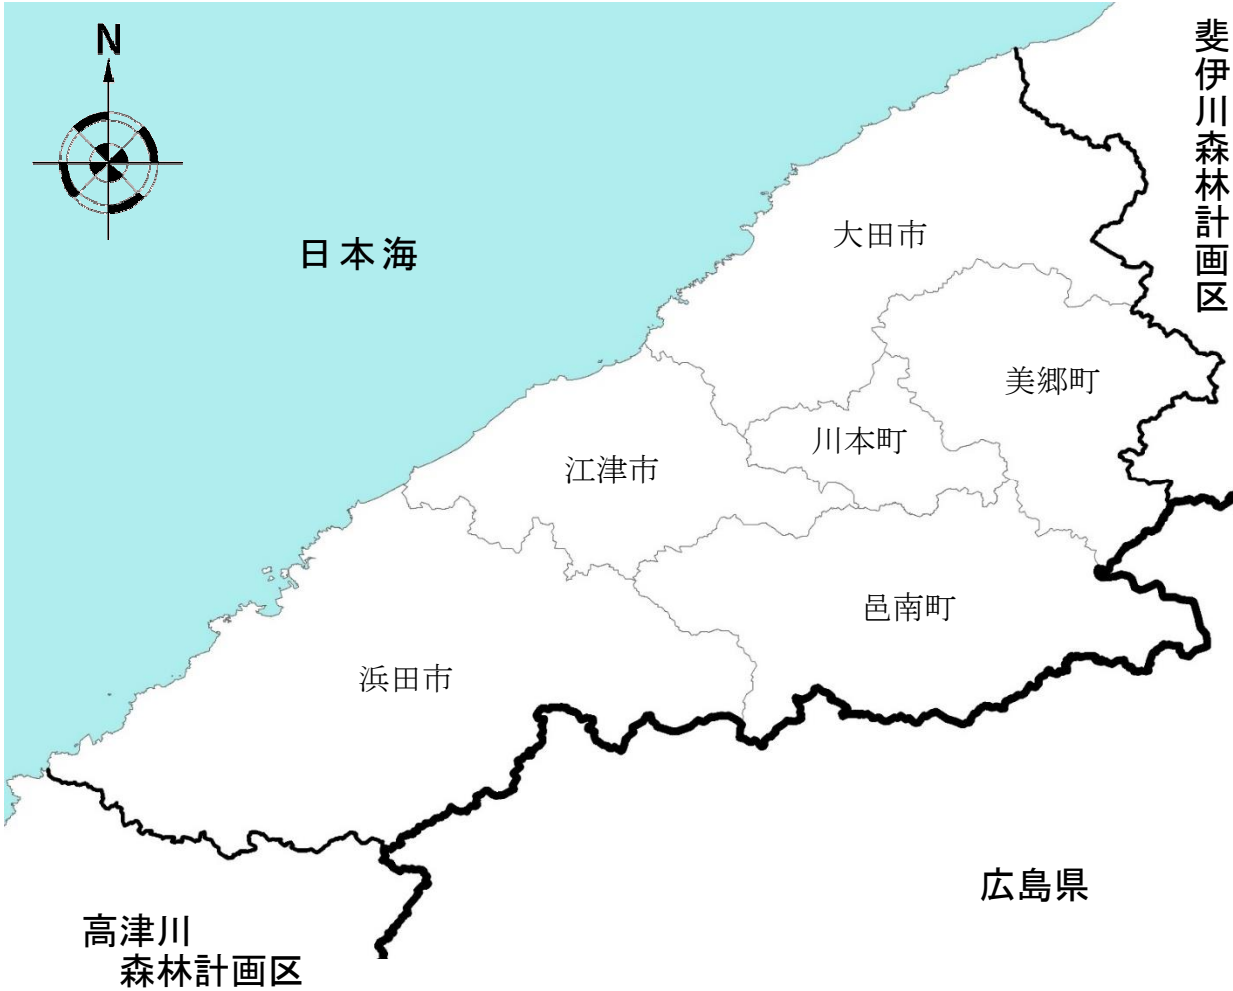 N
斐伊川森林計画区
日本海
大田市
美郷町
川本町
江津市
邑南町
浜田市
広島県
高津川
森林計画区